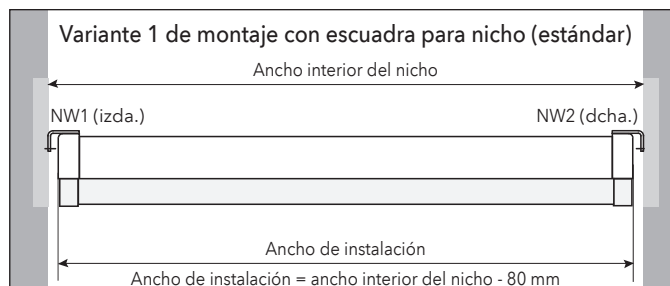 Variante 1 de montaje con escuadra para nicho (estándar)
Ancho interior del nicho
NW1 (izda.)
NW2 (dcha.)
Ancho de instalación
Ancho de instalación = ancho interior del nicho - 80 mm